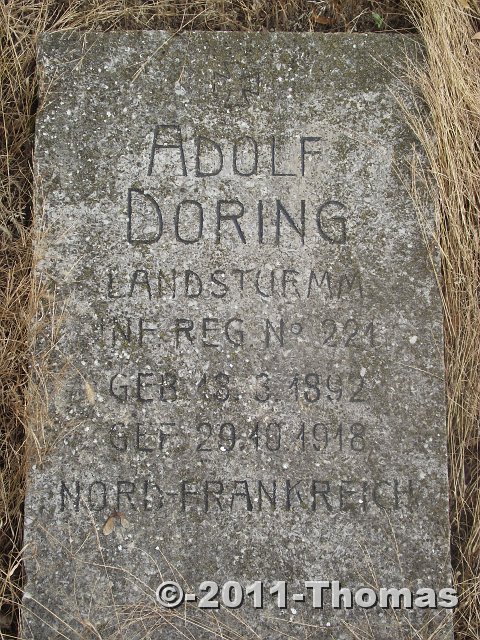 ADOLF
DORING
LANDSTURMM
INF REG No 221
GEB 18. 3. 1892
GEF 29.10.1918
NORD-FRANKREICH
©-2011-Thomas